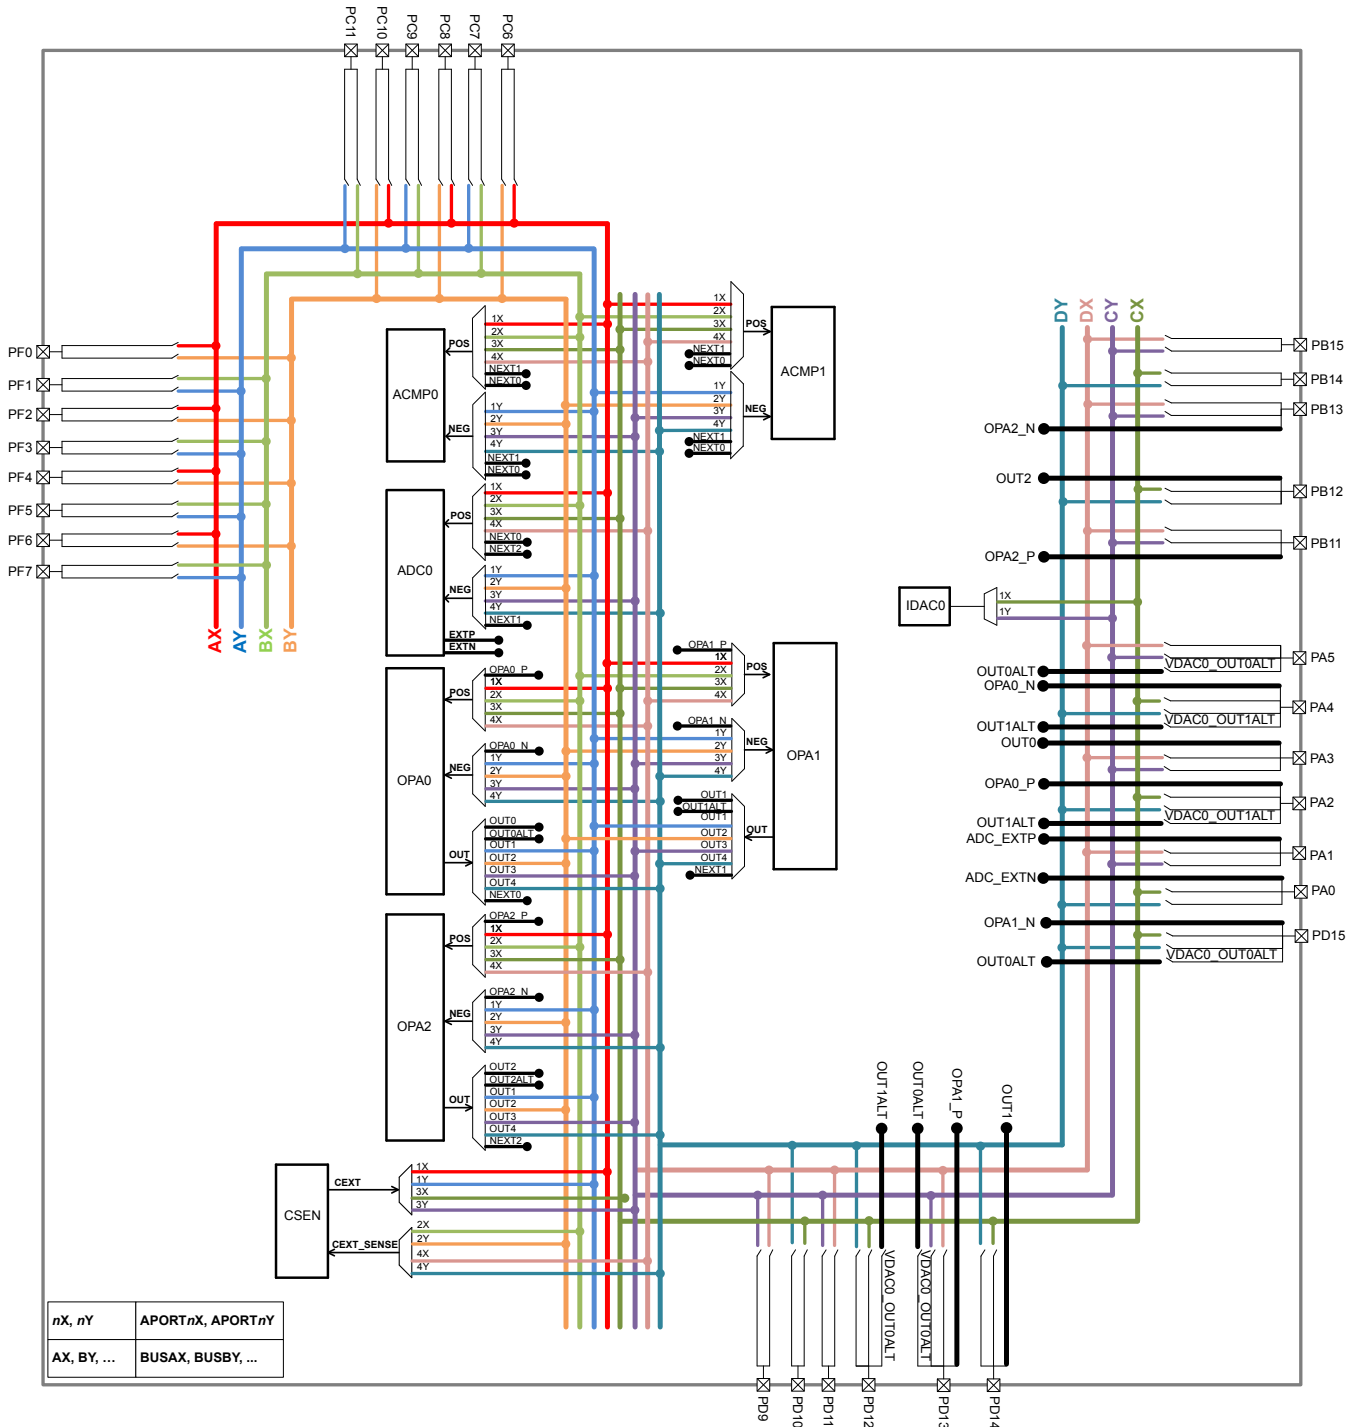 PC11
PC10
PC9
PC8
PC7
PC6
PF0
PF1
PF2
PF3
PF4
PF5
PF6
PF7
AX
AY
BX
BY
ACMP0
POS
1X
2X
3X
4X
NEXT1
NEXT0
NEG
1Y
2Y
3Y
4Y
NEXT1
NEXT0
ACMP1
1X
2X
3X
4X
NEXT1
NEXT0
POS
1Y
2Y
3Y
4Y
NEXT1
NEXT0
NEG
ADC0
POS
1X
2X
3X
4X
NEXT0
NEXT2
NEG
1Y
2Y
3Y
4Y
NEXT1
EXTP
EXTN
OPA0
POS
OPA0_P
1X
2X
3X
4X
NEG
OPA0_N
1Y
2Y
3Y
4Y
OUT
OUT0
OUT0ALT
OUT1
OUT2
OUT3
OUT4
NEXT0
OPA1
OPA1_P
1X
2X
3X
4X
POS
OPA1_N
1Y
2Y
3Y
4Y
NEG
OUT1
OUT1ALT
OUT1
OUT2
OUT3
OUT4
NEXT1
OUT
OPA2
POS
OPA2_P
1X
2X
3X
4X
NEG
OPA2_N
1Y
2Y
3Y
4Y
OUT
OUT2
OUT2ALT
OUT1
OUT2
OUT3
OUT4
NEXT2
CSEN
CEXT
1X
1Y
3X
3Y
CEXT_SENSE
2X
2Y
4X
4Y
DY
DX
CY
CX
PB15
PB14
PB13
OPA2_N
OUT2
PB12
PB11
OPA2_P
IDAC0
1X
1Y
PA5
VDAC0_OUT0ALT
OUT0ALT
OPA0_N
PA4
VDAC0_OUT1ALT
OUT1ALT
OUT0
PA3
OPA0_P
PA2
VDAC0_OUT1ALT
OUT1ALT
ADC_EXTP
PA1
ADC_EXTN
PA0
OPA1_N
PD15
VDAC0_OUT0ALT
OUT0ALT
OUT1ALT
OUT0ALT
OPA1_P
OUT1
VDAC0_OUT0ALT
VDAC0_OUT0ALT
PD9
PD10
PD11
PD12
PD13
PD14
nX, nY APORTnX, APORTnY
AX, BY, ... BUSAX, BUSBY, ...